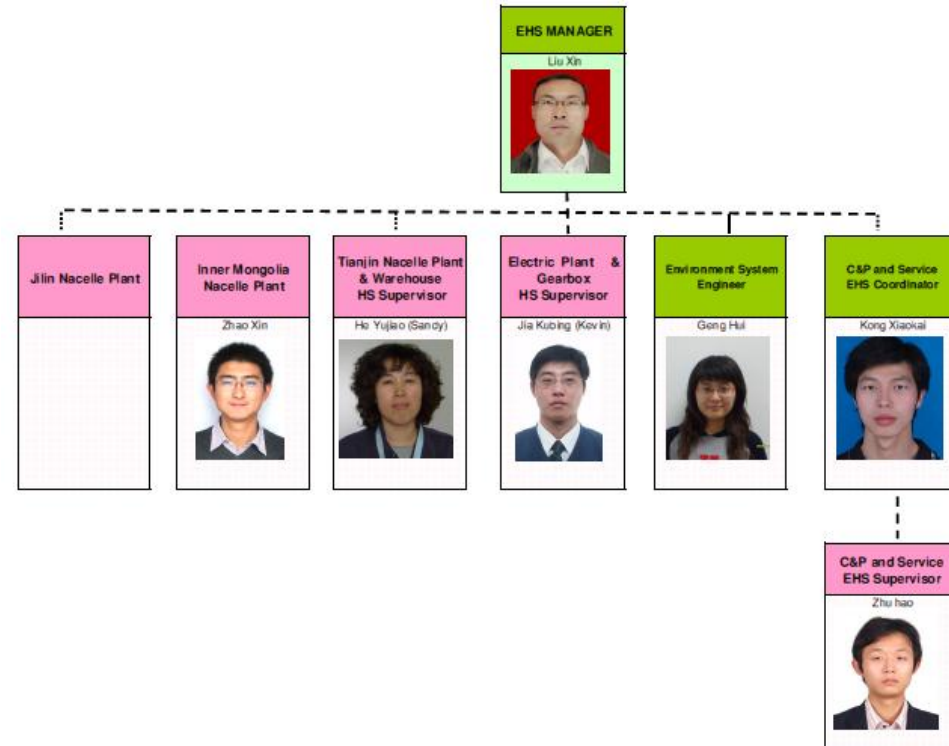 EHS MANAGER
Liu Xin
Jilin Nacelle Plant
Inner Mongolia
Nacelle Plant
Zhao Xin
Tianjin Nacelle Plant
& Warehouse
HS Supervisor
He Yujiao (Sandy)
Electric Plant &
Gearbox
HS Supervisor
Jia Kubing (Kevin)
Environment System
Engineer
Geng Hui
C&P and Service
EHS Coordinator
Kong Xiaokai
C&P and Service
EHS Supervisor
Zhu hao